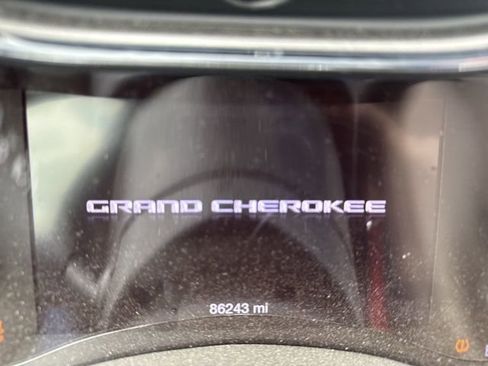 GRAND CHEROKEE
86243 mi